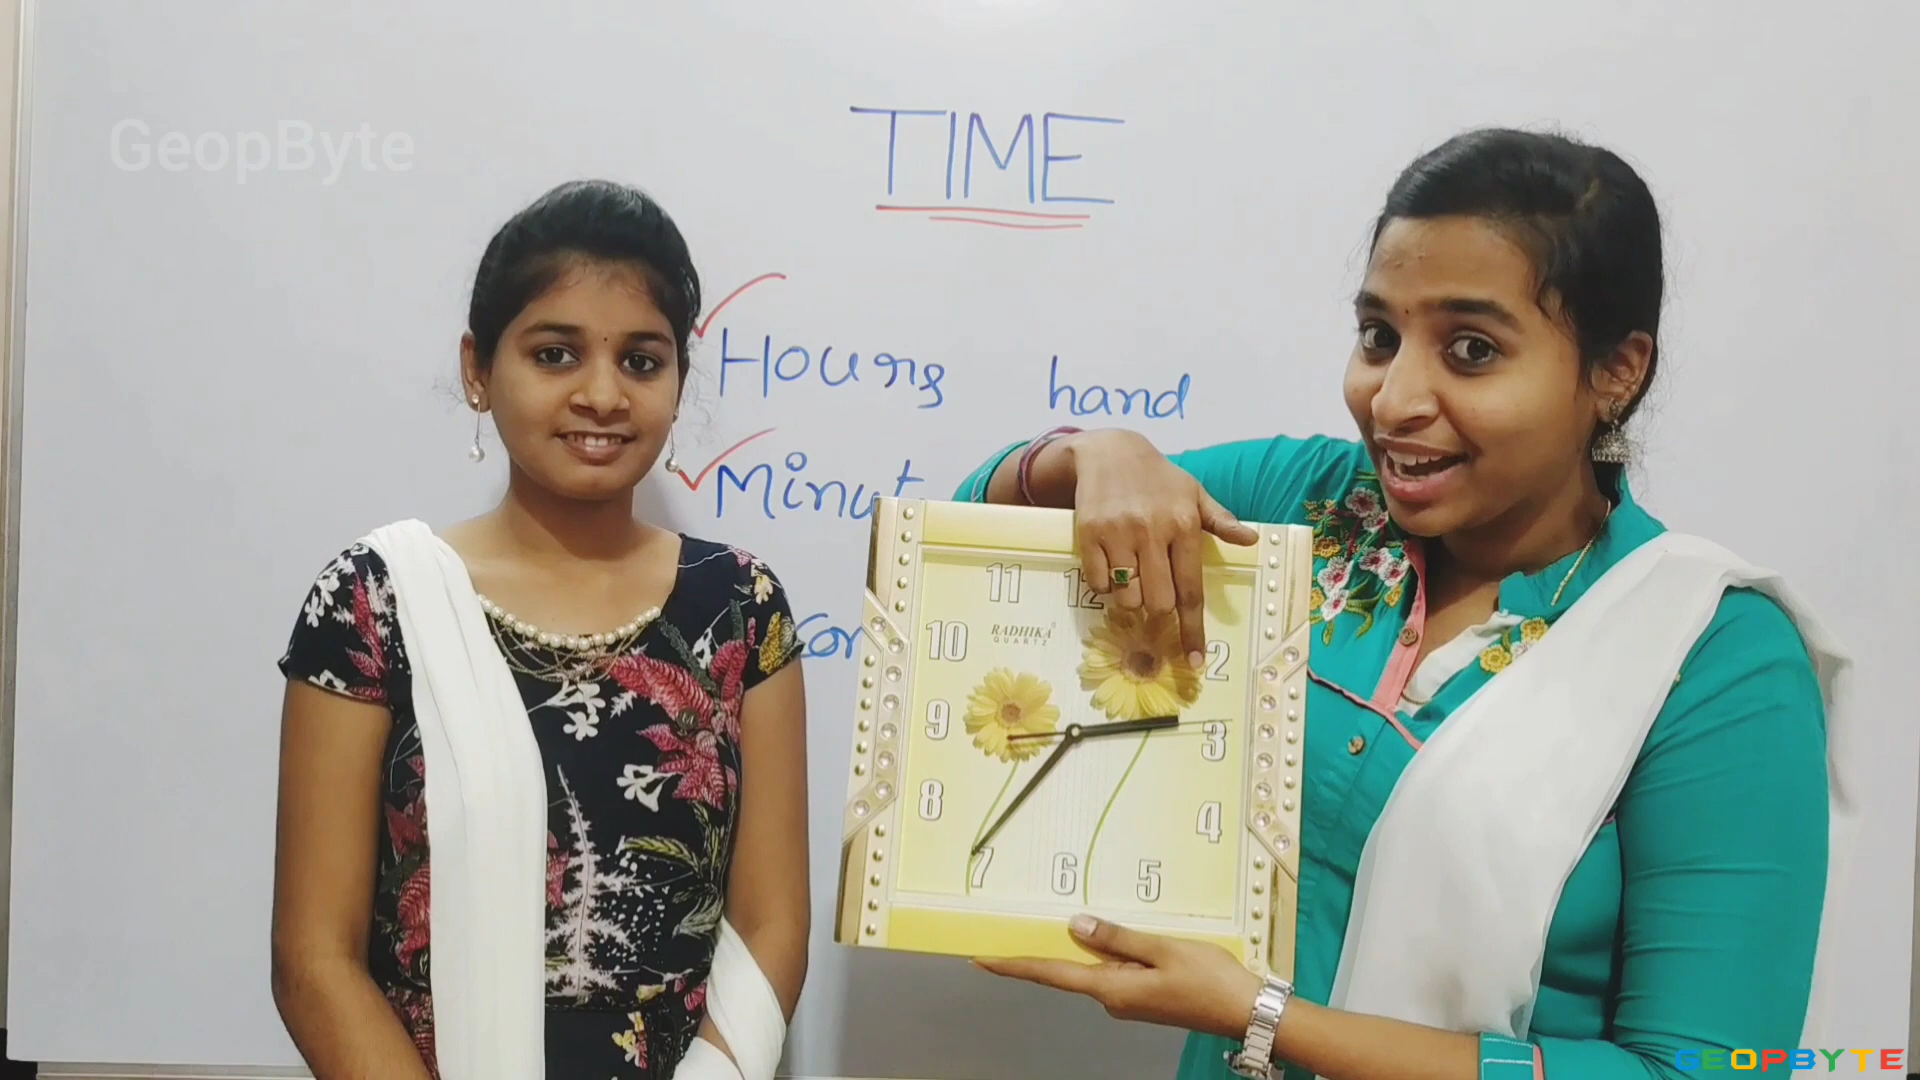 GeopByte
TIME
Hours hand
Minut
11 12
10 RADHIKA
QUARTZ
2
9
3
8
4
7 6 5
GEOPBYTE